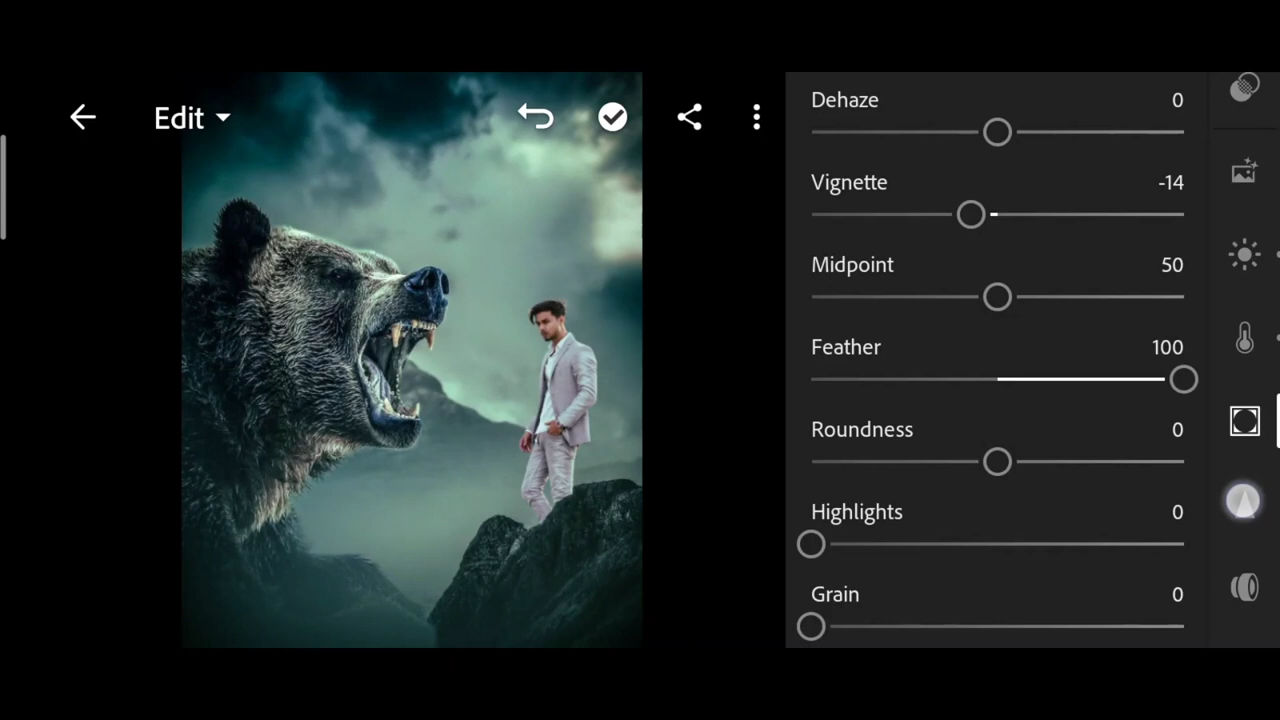 Edit
Dehaze 0
Vignette -14
Midpoint 50
Feather 100
Roundness 0
Highlights 0
Grain 0